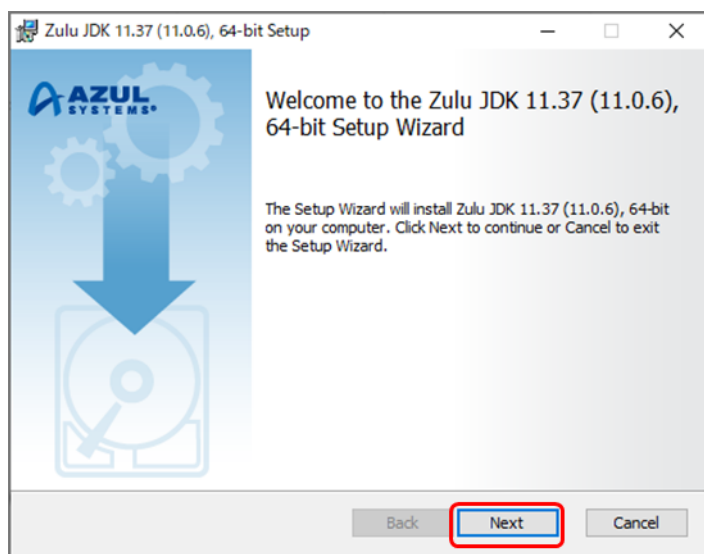 Zulu JDK 11.37 (11.0.6), 64-bit Setup
AZUL
SYSTEMS®
Welcome to the Zulu JDK 11.37 (11.0.6),
64-bit Setup Wizard
The Setup Wizard will install Zulu JDK 11.37 (11.0.6), 64-bit
on your computer. Click Next to continue or Cancel to exit
the Setup Wizard.
Back Next Cancel